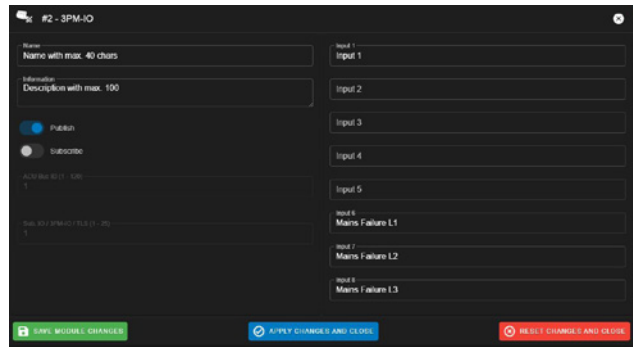 #2 - 3PM-IO
Name
Name with max. 40 chars
Information
Description with max. 100
Publish
Subscribe
1
1
Input 1
Input 1
Input 2
Input 3
Input 4
Input 5
Input 6
Mains Failure L1
Input 7
Mains Failure L2
Input 8
Mains Failure L3
SAVE MODULE CHANGES
APPLY CHANGES AND CLOSE
RESET CHANGES AND CLOSE